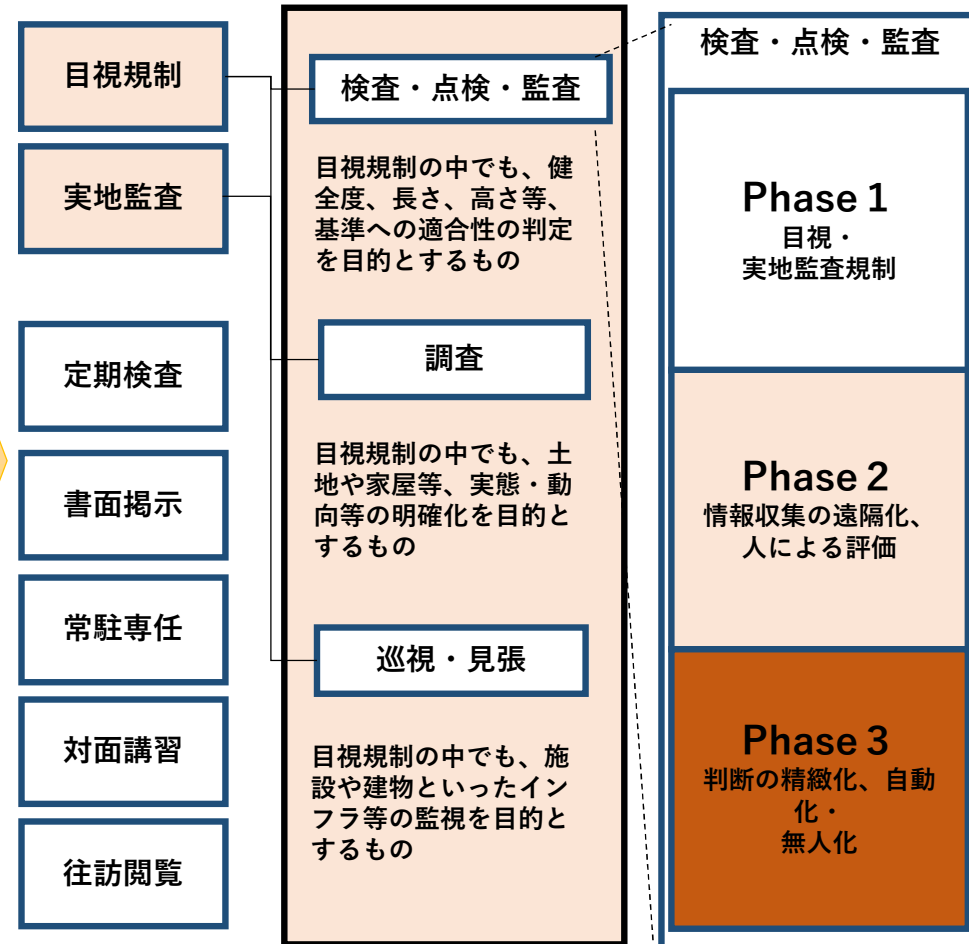 目視規制
実地監査
定期検査
書面掲示
常駐専任
対面講習
往訪閲覧
検査・点検・監査
目視規制の中でも、健
全度、長さ、高さ等、
基準への適合性の判定
を目的とするもの
調査
目視規制の中でも、土
地や家屋等、実態・動
向等の明確化を目的と
するもの
巡視・見張
目視規制の中でも、施
設や建物といったイン
フラ等の監視を目的と
するもの
検査・点検・監査
Phase 1
目視・
実地監査規制
Phase 2
情報収集の遠隔化、
人による評価
Phase 3
判断の精緻化、自動
化・
無人化